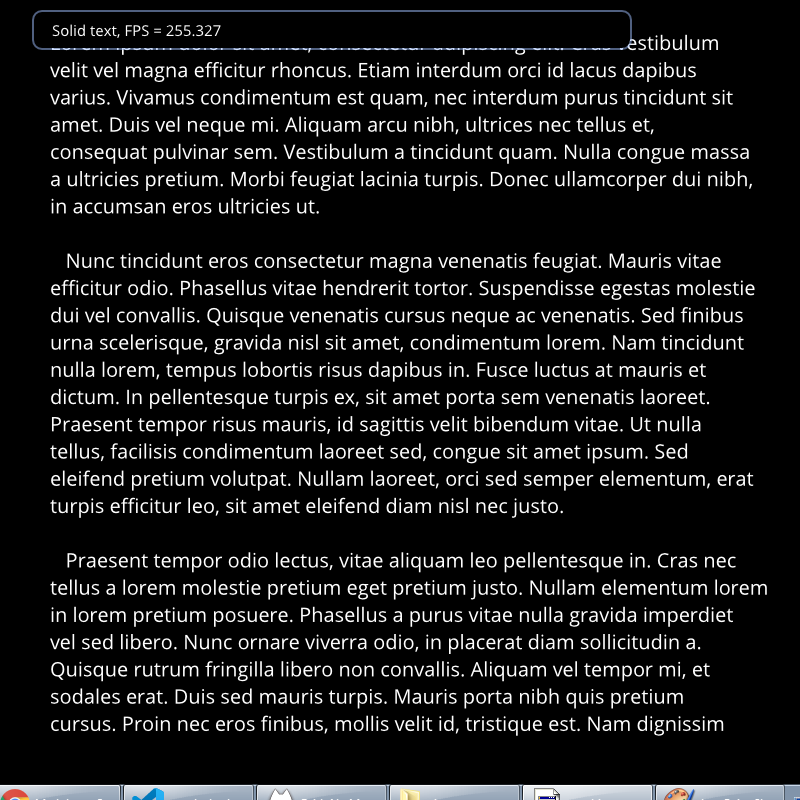 Solid text, FPS = 255.327
Lorem ipsum dolor sit amet, consectetur adipiscing elit. Cras vestibulum
velit vel magna efficitur rhoncus. Etiam interdum orci id lacus dapibus
varius. Vivamus condimentum est quam, nec interdum purus tincidunt sit
amet. Duis vel neque mi. Aliquam arcu nibh, ultrices nec tellus et,
consequat pulvinar sem. Vestibulum a tincidunt quam. Nulla congue massa
a ultricies pretium. Morbi feugiat lacinia turpis. Donec ullamcorper dui nibh,
in accumsan eros ultricies ut.
Nunc tincidunt eros consectetur magna venenatis feugiat. Mauris vitae
efficitur odio. Phasellus vitae hendrerit tortor. Suspendisse egestas molestie
dui vel convallis. Quisque venenatis cursus neque ac venenatis. Sed finibus
urna scelerisque, gravida nisl sit amet, condimentum lorem. Nam tincidunt
nulla lorem, tempus lobortis risus dapibus in. Fusce luctus at mauris et
dictum. In pellentesque turpis ex, sit amet porta sem venenatis laoreet.
Praesent tempor risus mauris, id sagittis velit bibendum vitae. Ut nulla
tellus, facilisis condimentum laoreet sed, congue sit amet ipsum. Sed
eleifend pretium volutpat. Nullam laoreet, orci sed semper elementum, erat
turpis efficitur leo, sit amet eleifend diam nisl nec justo.
Praesent tempor odio lectus, vitae aliquam leo pellentesque in. Cras nec
tellus a lorem molestie pretium eget pretium justo. Nullam elementum lorem
in lorem pretium posuere. Phasellus a purus vitae nulla gravida imperdiet
vel sed libero. Nunc ornare viverra odio, in placerat diam sollicitudin a.
Quisque rutrum fringilla libero non convallis. Aliquam vel tempor mi, et
sodales erat. Duis sed mauris turpis. Mauris porta nibh quis pretium
cursus. Proin nec eros finibus, mollis velit id, tristique est. Nam dignissim